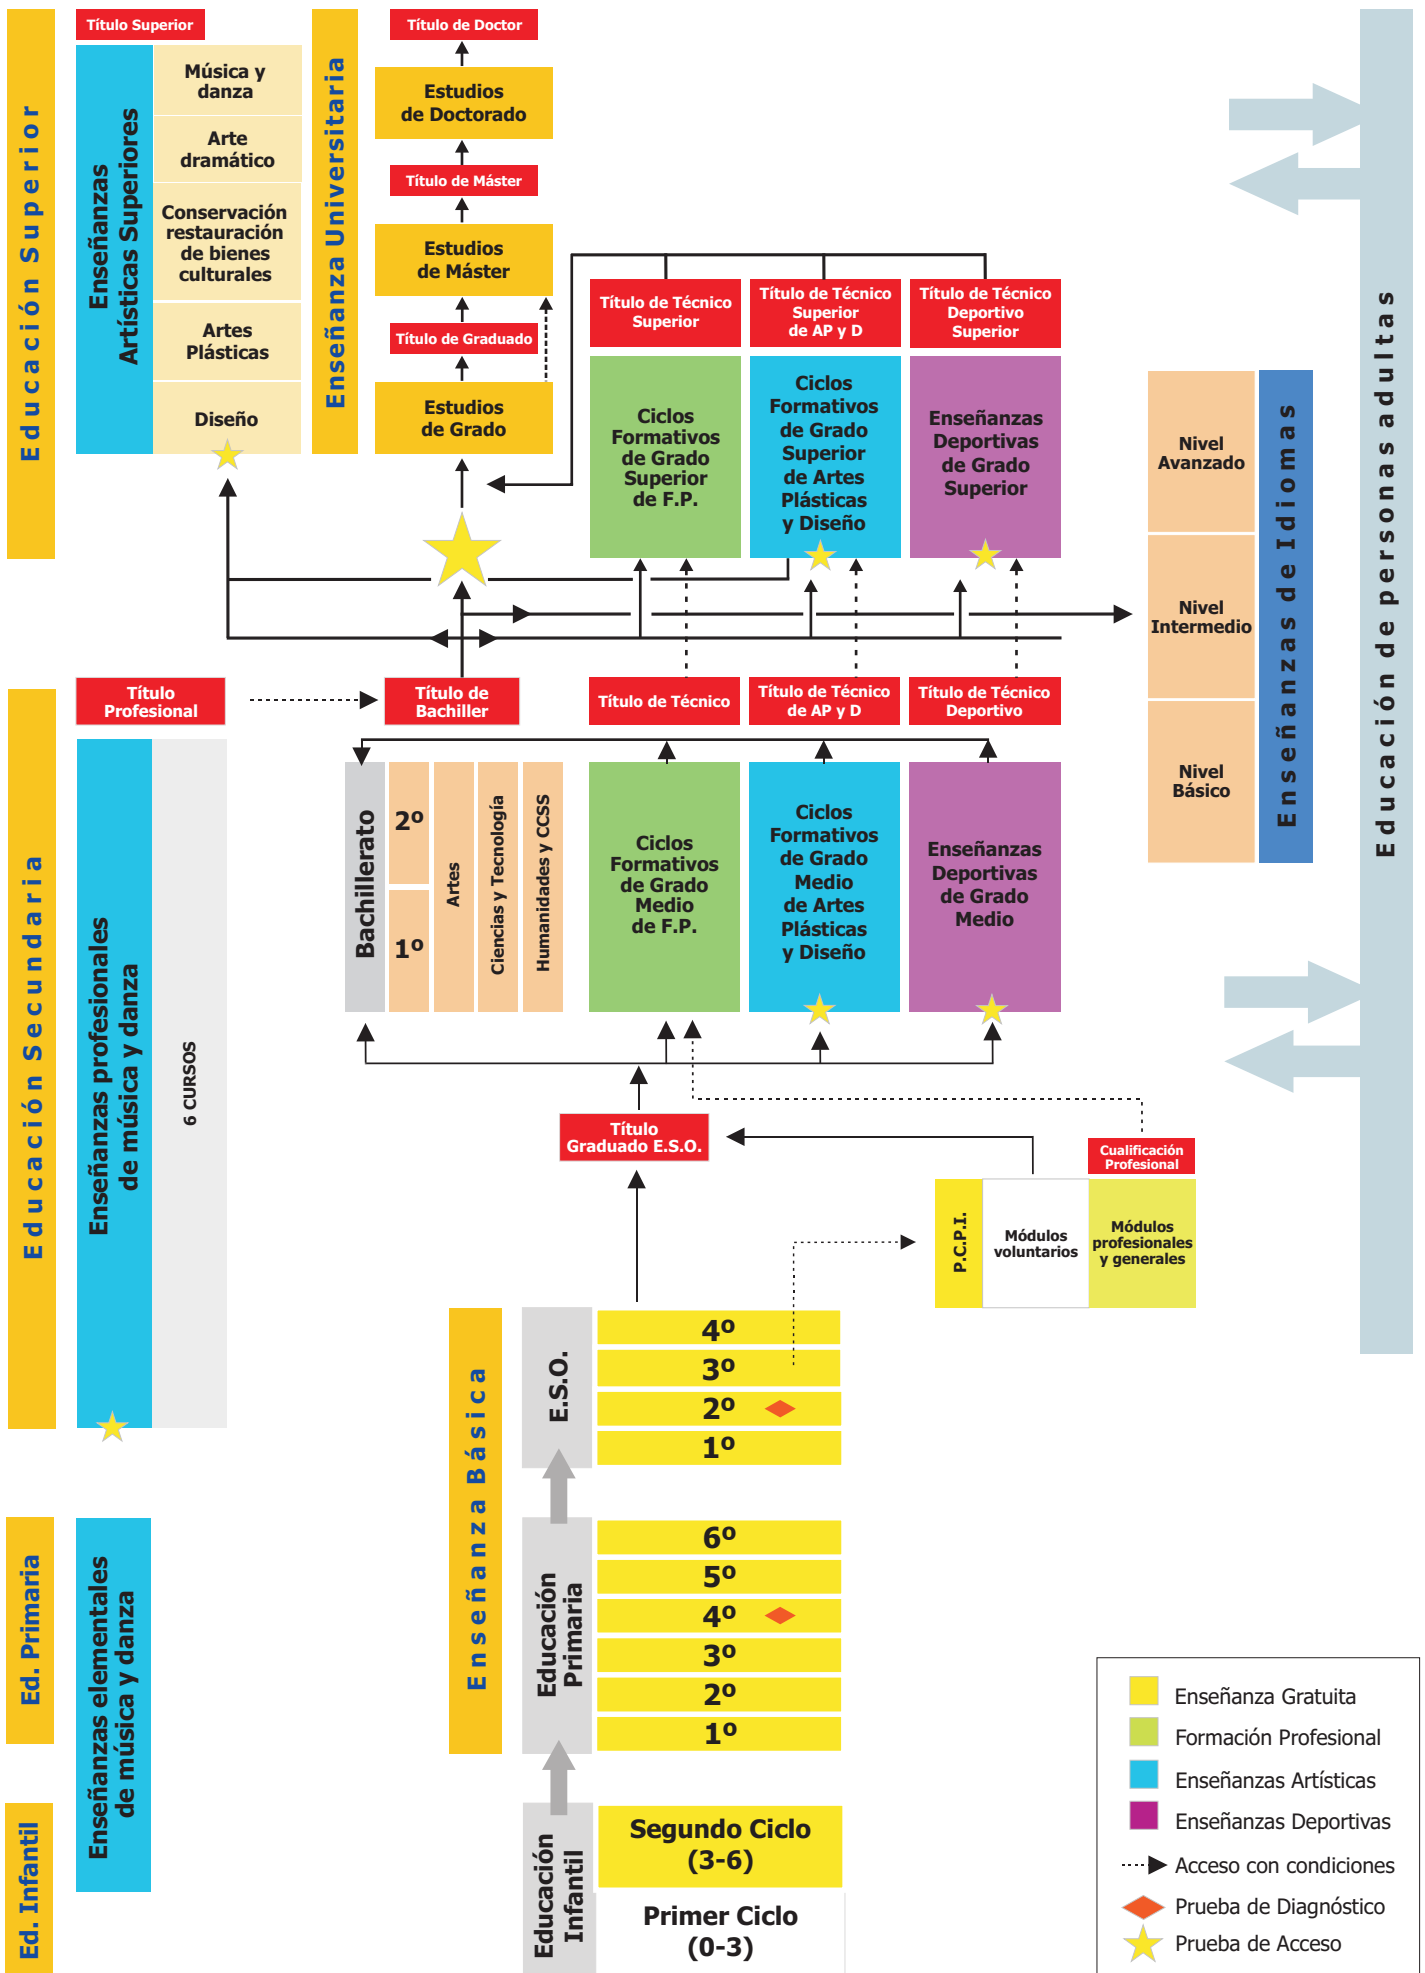 Educación Superior
Título Superior
Enseñanzas
Artísticas Superiores
Música y
danza
Arte
dramático
Conservación
restauración
de bienes
culturales
Artes
Plásticas
Diseño
Enseñanza Universitaria
Título de Doctor
Estudios
de Doctorado
Título de Máster
Estudios
de Máster
Título de Graduado
Estudios
de Grado
Título de Técnico
Superior
Ciclos
Formativos
de Grado
Superior
de F.P.
Título de Técnico
Superior
de AP y D
Ciclos
Formativos
de Grado
Superior
de Artes
Plásticas
y Diseño
Título de Técnico
Deportivo
Superior
Enseñanzas
Deportivas
de Grado
Superior
Nivel
Avanzado
Nivel
Intermedio
Nivel
Básico
Enseñanzas de Idiomas
Educación de personas adultas
Educación Secundaria
Título
Profesional
Enseñanzas profesionales
de música y danza
6 CURSOS
Título de
Bachiller
Bachillerato
2º
1º
Artes
Ciencias y Tecnología
Humanidades y CCSS
Título de Técnico
Ciclos
Formativos
de Grado
Medio
de F.P.
Título de Técnico
de AP y D
Ciclos
Formativos
de Grado
Medio
de Artes
Plásticas
y Diseño
Título de Técnico
Deportivo
Enseñanzas
Deportivas
de Grado
Medio
Título
Graduado E.S.O.
Cualificación
Profesional
P.C.P.I.
Módulos
voluntarios
Módulos
profesionales
y generales
Enseñanza Básica
E.S.O.
4º
3º
2º
1º
Ed. Primaria
Enseñanzas elementales
de música y danza
Educación
Primaria
6º
5º
4º
3º
2º
1º
Ed. Infantil
Educación
Infantil
Segundo Ciclo
(3-6)
Primer Ciclo
(0-3)
Enseñanza Gratuita
Formación Profesional
Enseñanzas Artísticas
Enseñanzas Deportivas
Acceso con condiciones
Prueba de Diagnóstico
Prueba de Acceso